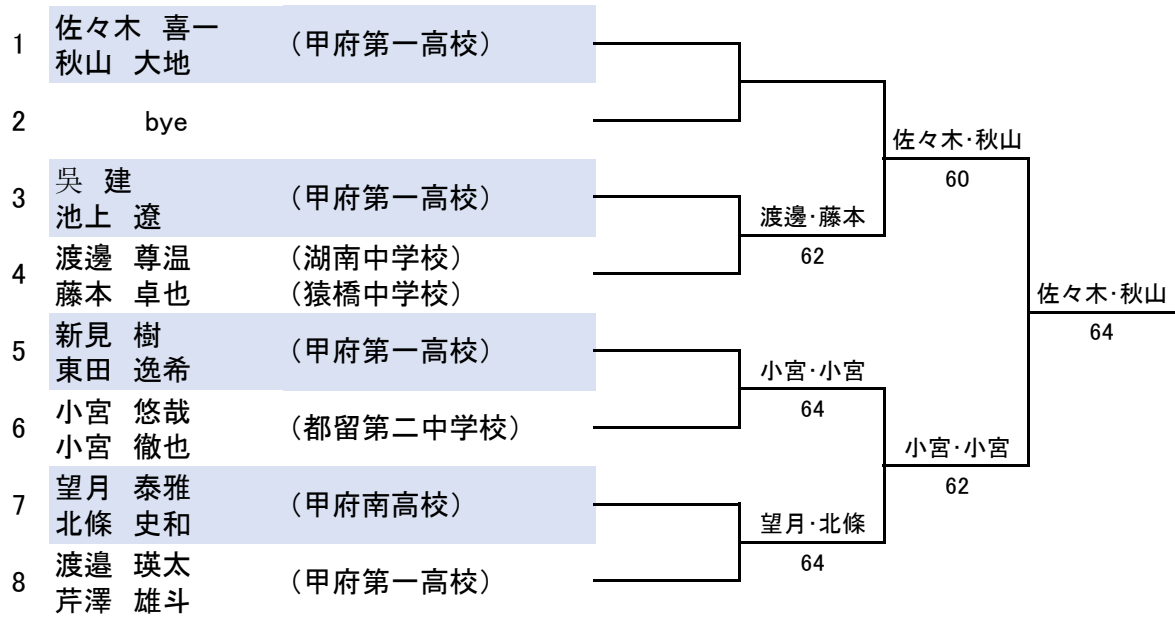 1 佐々木 喜一 (甲府第一高校)
秋山 大地
2 bye
佐々木・秋山
60
3 吳 建 (甲府第一高校)
池上 遼
渡邊・藤本
62
4 渡邊 尊温 (湖南中学校)
藤本 卓也 (猿橋中学校)
佐々木・秋山
64
5 新見 樹 (甲府第一高校)
東田 逸希
小宮・小宮
64
6 小宮 悠哉 (都留第二中学校)
小宮 徹也
小宮・小宮
62
7 望月 泰雅 (甲府南高校)
北條 史和
望月・北條
64
8 渡邉 瑛太 (甲府第一高校)
芹澤 雄斗